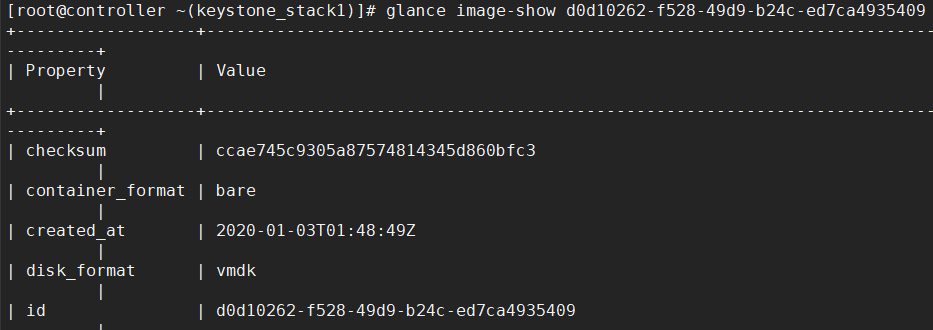 [root@controller ~(keystone_stack1)]# glance image-show d0d10262-f528-49d9-b24c-ed7ca4935409
+------------------+-------------------------------------------------------------------------
---------+
| Property         | Value
         |
+------------------+-------------------------------------------------------------------------
---------+
| checksum         | ccae745c9305a87574814345d860bfc3
         |
| container_format | bare
         |
| created_at       | 2020-01-03T01:48:49Z
         |
| disk_format      | vmdk
         |
| id               | d0d10262-f528-49d9-b24c-ed7ca4935409
         |